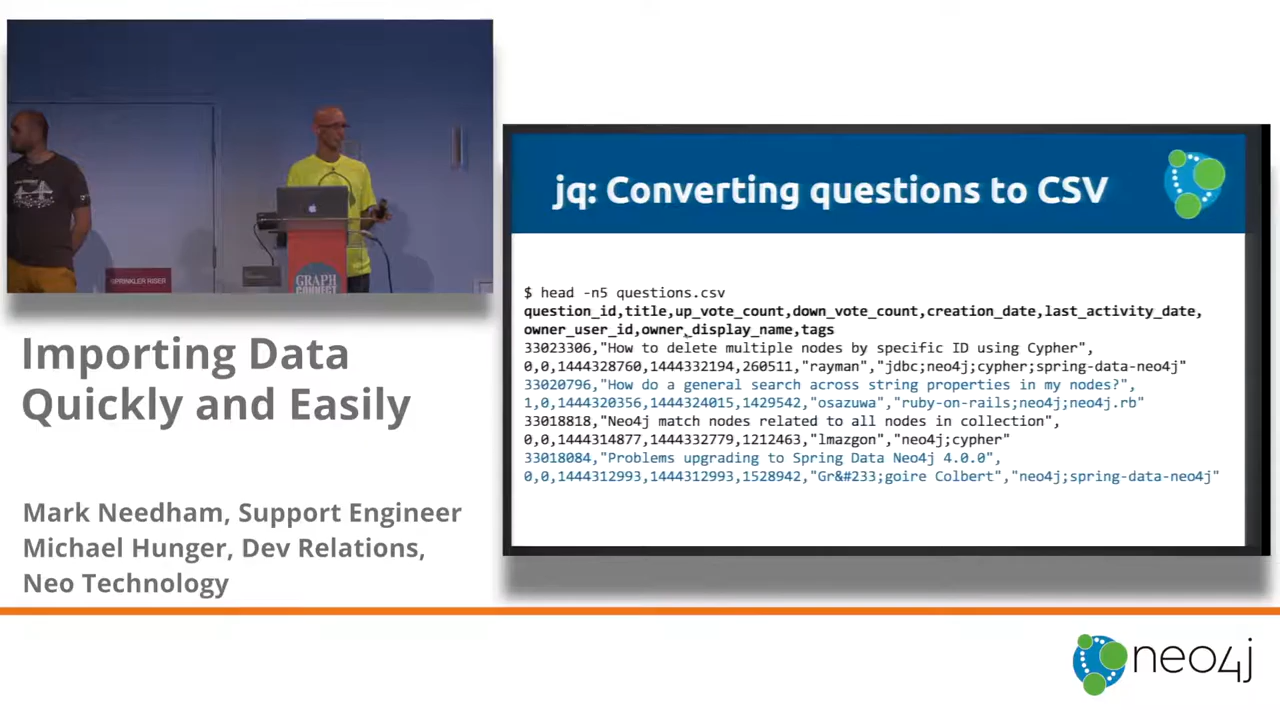 SPRINKLER RISER
GRAPH
CONNECT
Importing Data
Quickly and Easily
Mark Needham, Support Engineer
Michael Hunger, Dev Relations,
Neo Technology
jq: Converting questions to CSV
$ head -n5 questions.csv
question_id,title,up_vote_count,down_vote_count,creation_date,last_activity_date,
owner_user_id,owner_display_name,tags
33023306,"How to delete multiple nodes by specific ID using Cypher",
0,0,1444328760,1444332194,260511,"rayman","jdbc;neo4j;cypher;spring-data-neo4j"
33020796,"How do a general search across string properties in my nodes?",
1,0,1444320356,1444324015,1429542,"osazuwa","ruby-on-rails;neo4j;neo4j.rb"
33018818,"Neo4j match nodes related to all nodes in collection",
0,0,1444314877,1444332779,1212463,"lmazgon","neo4j;cypher"
33018084,"Problems upgrading to Spring Data Neo4j 4.0.0",
0,0,1444312993,1444312993,1528942,"Gr&#233;goire Colbert","neo4j;spring-data-neo4j"
neo4j